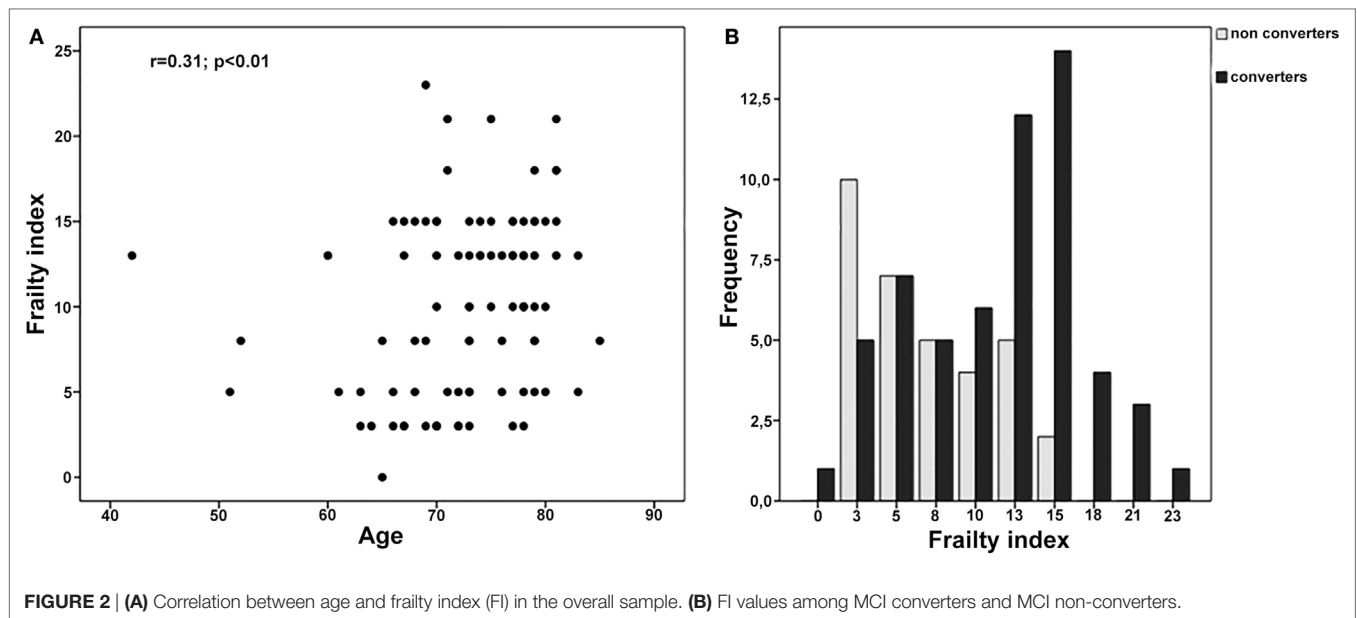 A
r=0.31; p<0.01
Frailty index
25
20
15
10
5
0
40 50 60 70 80 90
Age
B
non converters
converters
Frequency
12,5
10,0
7,5
5,0
2,5
0,0
0 3 5 8 10 13 15 18 21 23
Frailty index
FIGURE 2 | (A) Correlation between age and frailty index (FI) in the overall sample. (B) FI values among MCI converters and MCI non-converters.